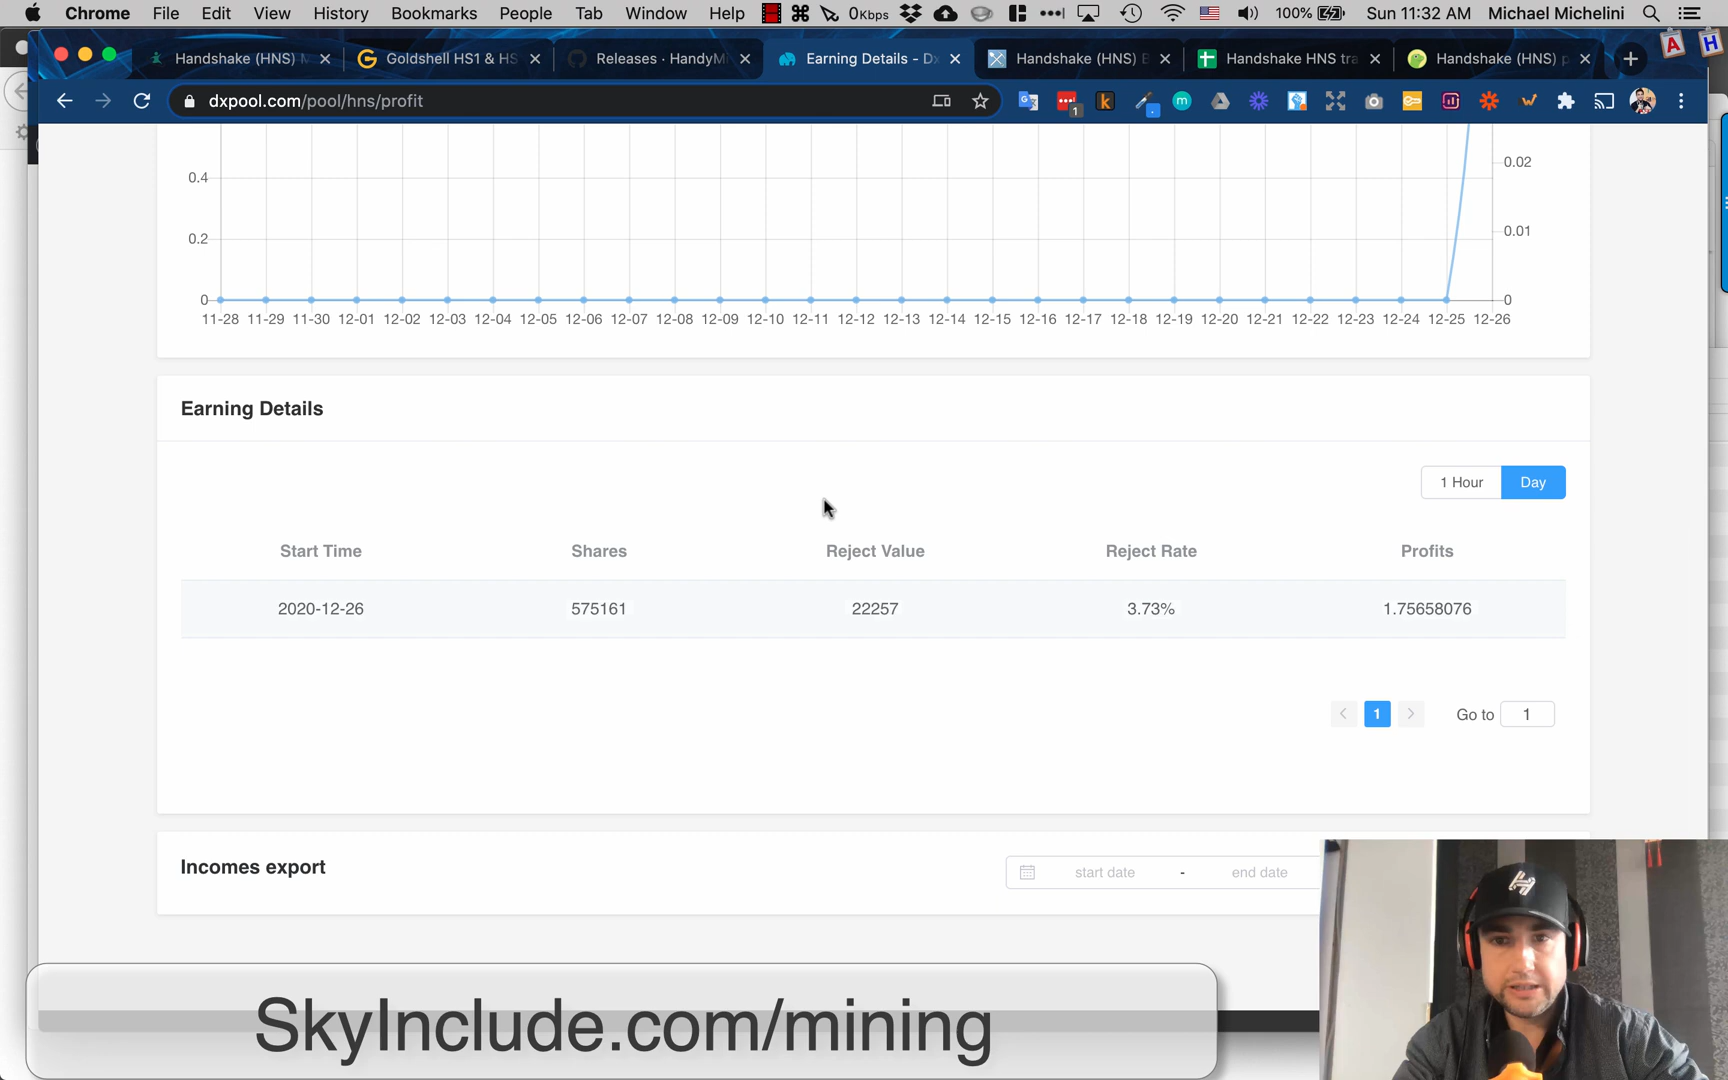 Chrome File Edit View History Bookmarks People Tab Window Help 0Kbps 100% Sun 11:32 AM Michael Michelini
Handshake (HNS) M Goldshell HS1 & HS Releases · HandyMi Earning Details - Dx Handshake (HNS) E Handshake HNS tra Handshake (HNS) p
A H
dxpool.com/pool/hns/profit
0.02
0.4
0.01
0.2
0 0
11-28 11-29 11-30 12-01 12-02 12-03 12-04 12-05 12-06 12-07 12-08 12-09 12-10 12-11 12-12 12-13 12-14 12-15 12-16 12-17 12-18 12-19 12-20 12-21 12-22 12-23 12-24 12-25 12-26
Earning Details
1 Hour Day
Start Time Shares Reject Value Reject Rate Profits
2020-12-26 575161 22257 3.73% 1.75658076
1 Go to 1
Incomes export start date - end date
SkyInclude.com/mining